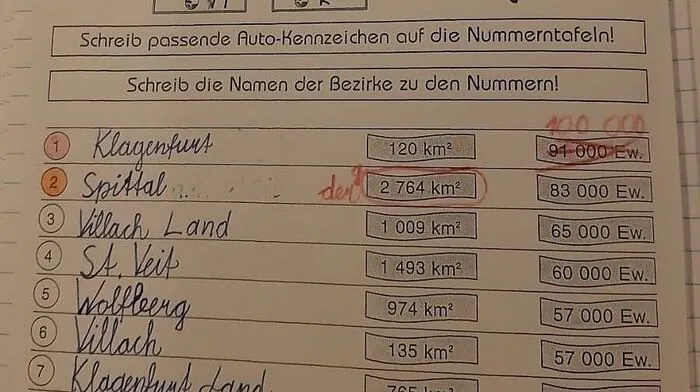 Schreib passende Auto-Kennzeichen auf die Nummerntafeln!
Schreib die Namen der Bezirke zu den Nummern!
100 000
1 Klagenfurt 120 km² 91 000 Ew.
2 Spittal der 2 764 km² 83 000 Ew.
3 Villach Land 1 009 km² 65 000 Ew.
4 St. Veit 1 493 km² 60 000 Ew.
5 Wolfberg 974 km² 57 000 Ew.
6 Villach 135 km² 57 000 Ew.
7 Klagenfurt Land 765 km²